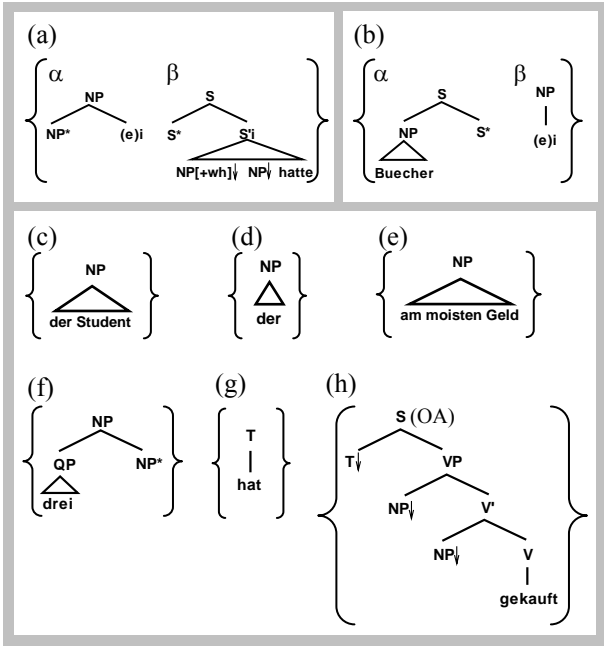 (a)
α
NP
NP* (e)i
β
S
S* S'i
NP[+wh]↓ NP↓ hatte
(b)
α
S
NP S*
Buecher
β
NP
(e)i
(c)
NP
der Student
(d)
NP
der
(e)
NP
am moisten Geld
(f)
NP
QP NP*
drei
(g)
T
hat
(h)
S (OA)
T↓ VP
NP↓ V'
NP↓ V
gekauft